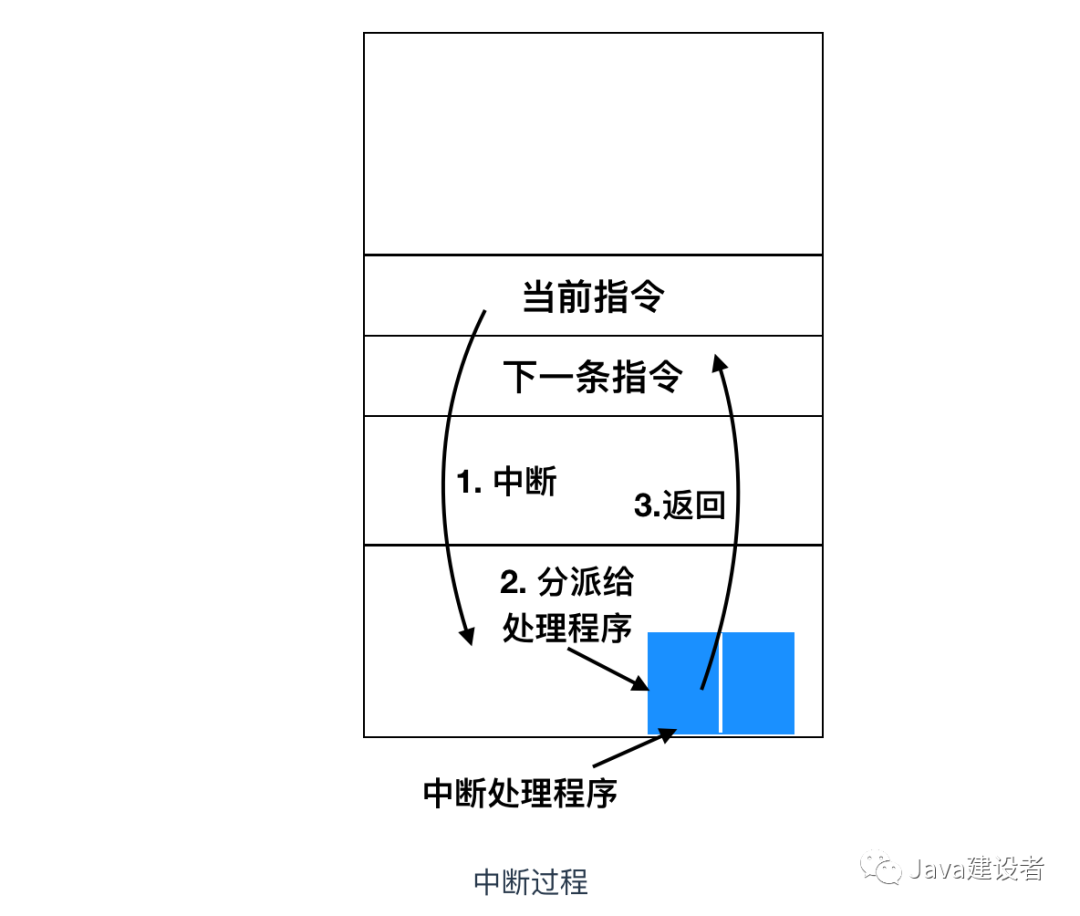 当前指令
下一条指令
1. 中断
3.返回
2. 分派给
处理程序
中断处理程序
中断过程
Java建设者